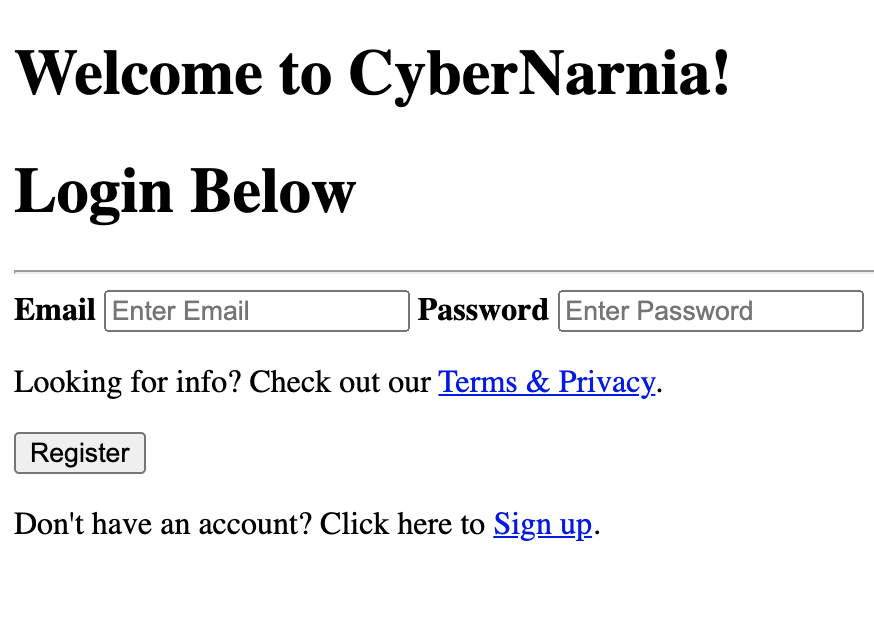 Welcome to CyberNarnia!
Login Below
Email Enter Email Password Enter Password
Looking for info? Check out our Terms & Privacy.
Register
Don't have an account? Click here to Sign up.